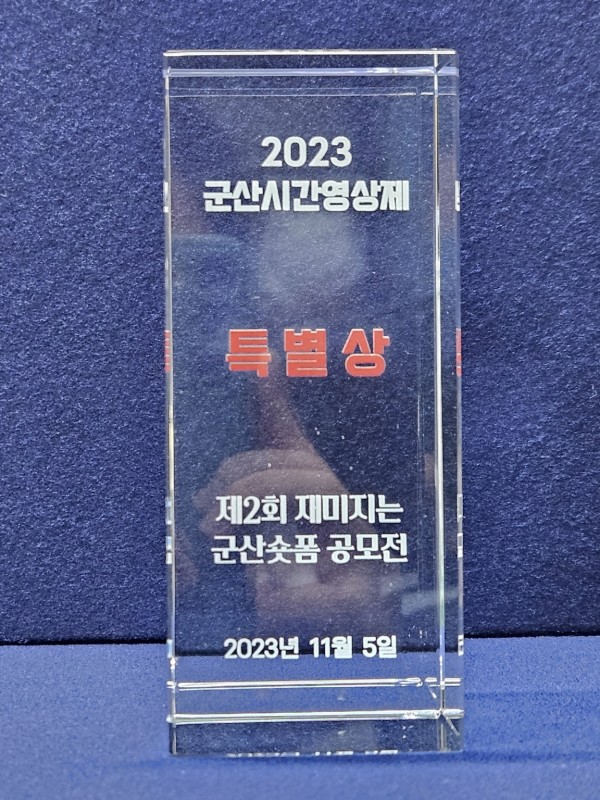 2023
군산시간영상제
특별상
제2회 재미지는
군산숏폼 공모전
2023년 11월 5일